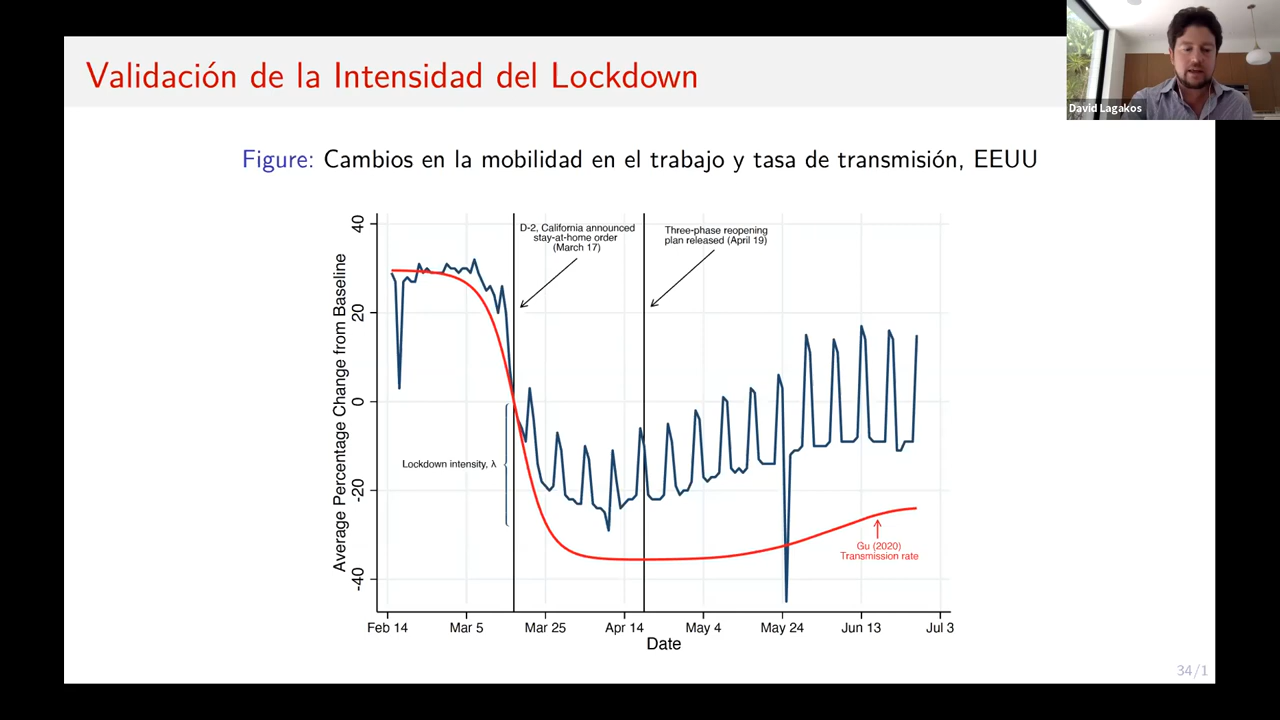 Validación de la Intensidad del Lockdown
David Lagakos
Figure: Cambios en la mobilidad en el trabajo y tasa de transmisión, EEUU
D-2, California announced
stay-at-home order
(March 17)
Three-phase reopening
plan released (April 19)
Average Percentage Change from Baseline
40
20
0
-20
-40
Lockdown intensity, λ
Gu (2020)
Transmission rate
Feb 14
Mar 5
Mar 25
Apr 14
May 4
May 24
Jun 13
Jul 3
Date
34/1